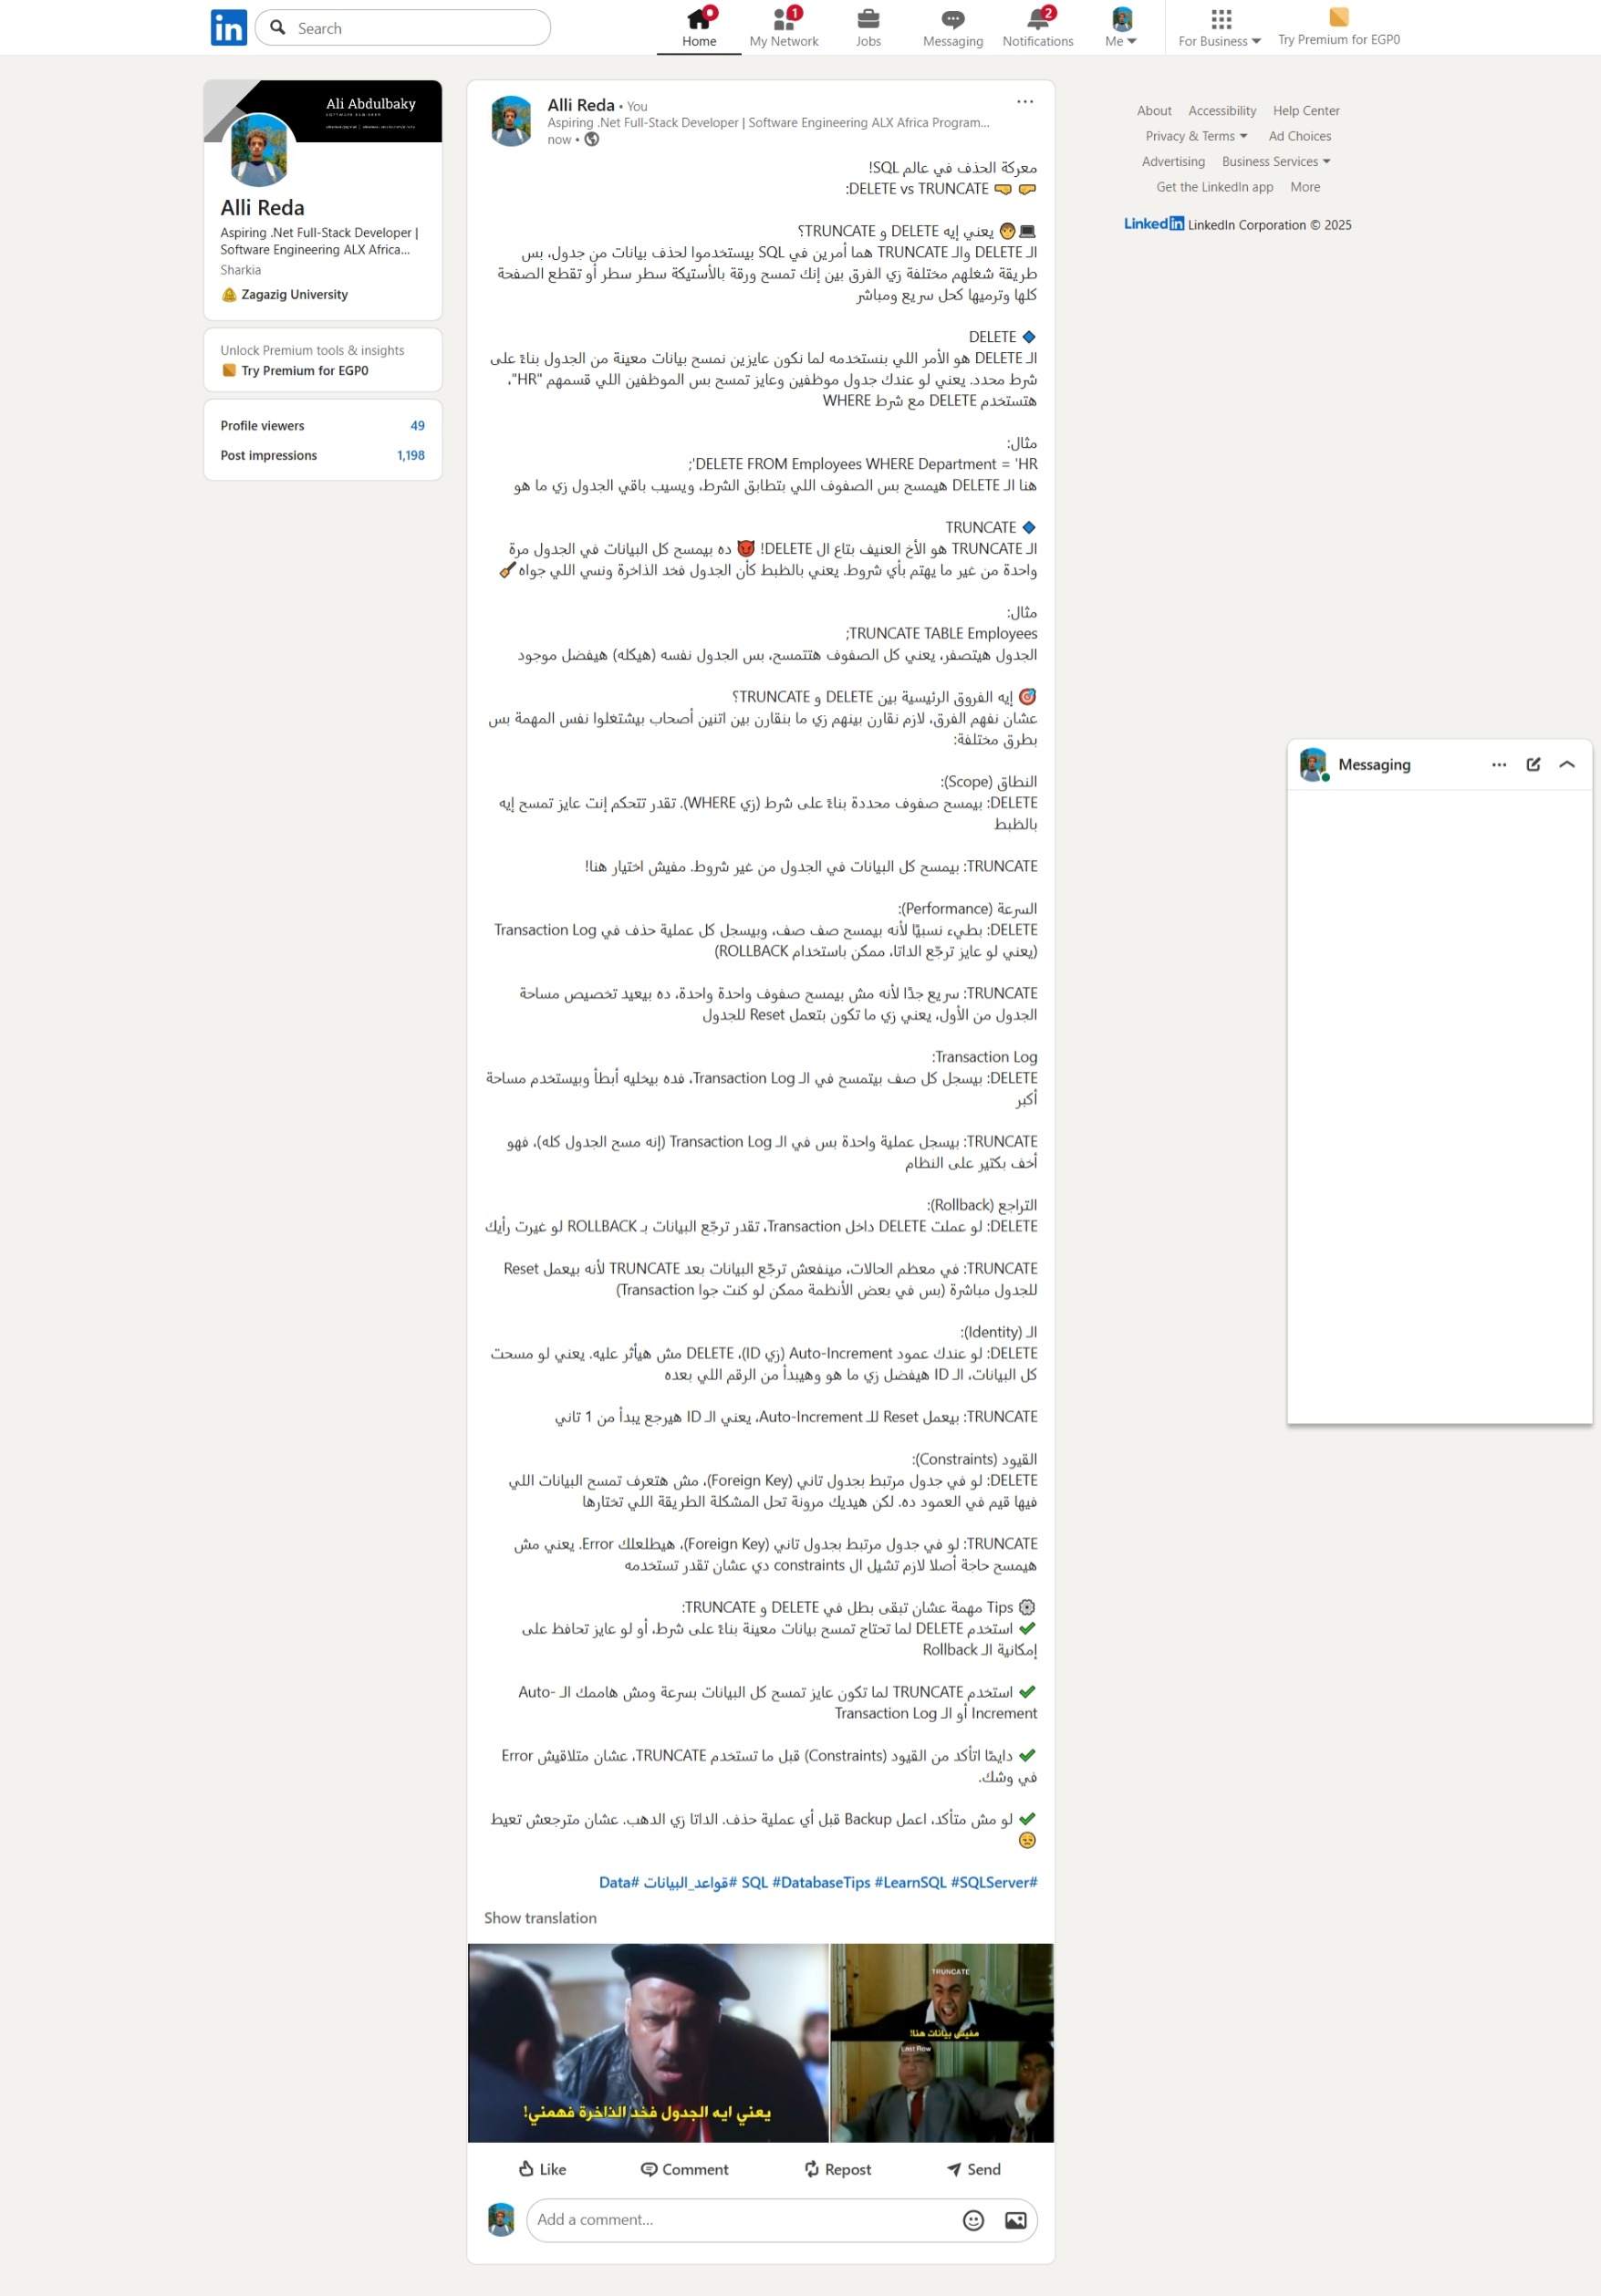 in
Search
Home
1
My Network
Jobs
Messaging
2
Notifications
Me
For Business
Try Premium for EGP0
Ali Abdulbaky
SOFTWARE ENGINEER
Alli Reda
Aspiring .Net Full-Stack Developer |
Software Engineering ALX Africa...
Sharkia
Zagazig University
Unlock Premium tools & insights
Try Premium for EGP0
Profile viewers 49
Post impressions 1,198
Alli Reda • You
Aspiring .Net Full-Stack Developer | Software Engineering ALX Africa Program...
now •
معركة الحذف في عالم SQL!
🤜 🤛 DELETE vs TRUNCATE:
💻🧑 يعني إيه DELETE و TRUNCATE؟
الـ DELETE والـ TRUNCATE هما أمرين في SQL بيستخدموا لحذف بيانات من جدول، بس
طريقة شغلهم مختلفة زي الفرق بين إنك تمسح ورقة بالأستيكة سطر سطر أو تقطع الصفحة
كلها وترميها كحل سريع ومباشر
🔷 DELETE
الـ DELETE هو الأمر اللي بنستخدمه لما نكون عايزين نمسح بيانات معينة من الجدول بناءً على
شرط محدد. يعني لو عندك جدول موظفين وعايز تمسح بس الموظفين اللي قسمهم "HR"،
هتستخدم DELETE مع شرط WHERE
مثال:
DELETE FROM Employees WHERE Department = 'HR';
هنا الـ DELETE هيمسح بس الصفوف اللي بتطابق الشرط، ويسيب باقي الجدول زي ما هو
🔷 TRUNCATE
الـ TRUNCATE هو الأخ العنيف بتاع ال DELETE! 😈 ده بيمسح كل البيانات في الجدول مرة
واحدة من غير ما يهتم بأي شروط. يعني بالظبط كأن الجدول فقد الذاخرة ونسي اللي جواه
مثال:
TRUNCATE TABLE Employees;
الجدول هيتصفر، يعني كل الصفوف هتتمسح، بس الجدول نفسه (هيكله) هيفضل موجود
🎯 إيه الفروق الرئيسية بين DELETE و TRUNCATE؟
عشان نفهم الفرق، لازم نقارن بينهم زي ما بنقارن بين اتنين أصحاب بيشتغلوا نفس المهمة بس
بطرق مختلفة:
النطاق (Scope):
DELETE: بيمسح صفوف محددة بناءً على شرط (زي WHERE). تقدر تتحكم إنت عايز تمسح إيه
بالظبط
TRUNCATE: بيمسح كل البيانات في الجدول من غير شروط. مفيش اختيار هنا!
السرعة (Performance):
DELETE: بطيء نسبيًا لأنه بيمسح صف صف، وبيسجل كل عملية حذف في Transaction Log
(يعني لو عايز ترجّع الداتا، ممكن باستخدام ROLLBACK)
TRUNCATE: سريع جدًا لأنه مش بيمسح صفوف واحدة واحدة، ده بيعيد تخصيص مساحة
الجدول من الأول، يعني زي ما تكون بتعمل Reset للجدول
Transaction Log:
DELETE: بيسجل كل صف بيتمسح في الـ Transaction Log، فده بيخليه أبطأ وبيستخدم مساحة
أكبر
TRUNCATE: بيسجل عملية واحدة بس في الـ Transaction Log (إنه مسح الجدول كله)، فهو
أخف بكتير على النظام
التراجع (Rollback):
DELETE: لو عملت DELETE داخل Transaction، تقدر ترجّع البيانات بـ ROLLBACK لو غيرت رأيك
TRUNCATE: في معظم الحالات، مينفعش ترجّع البيانات بعد TRUNCATE لأنه بيعمل Reset
للجدول مباشرة (بس في بعض الأنظمة ممكن لو كنت جوا Transaction)
الـ (Identity):
DELETE: لو عندك عمود Auto-Increment (زي ID)، DELETE مش هيأثر عليه. يعني لو مسحت
كل البيانات، الـ ID هيفضل زي ما هو وهيبدأ من الرقم اللي بعده
TRUNCATE: بيعمل Reset للـ Auto-Increment، يعني الـ ID هيرجع يبدأ من 1 تاني
القيود (Constraints):
DELETE: لو في جدول مرتبط بجدول تاني (Foreign Key)، مش هتعرف تمسح البيانات اللي
فيها قيم في العمود ده. لكن هيديك مرونة تحل المشكلة الطريقة اللي تختارها
TRUNCATE: لو في جدول مرتبط بجدول تاني (Foreign Key)، هيطلعلك Error. يعني مش
هيمسح حاجة أصلا لازم تشيل ال constraints دي عشان تقدر تستخدمه
Tips مهمة عشان تبقى بطل في DELETE و TRUNCATE:
✔ استخدم DELETE لما تحتاج تمسح بيانات معينة بناءً على شرط، أو لو عايز تحافظ على
إمكانية الـ Rollback
✔ استخدم TRUNCATE لما تكون عايز تمسح كل البيانات بسرعة ومش هاممك الـ Auto-
Increment أو الـ Transaction Log
✔ دايمًا اتأكد من القيود (Constraints) قبل ما تستخدم TRUNCATE، عشان متلاقيش Error
في وشك.
✔ لو مش متأكد، اعمل Backup قبل أي عملية حذف. الداتا زي الدهب. عشان مترجعش تعيط
😔
#SQL #DatabaseTips #LearnSQL #SQLServer #قواعد_البيانات #Data
Show translation
يعني ايه الجدول فقد الذاخرة فهمني!
TRUNCATE
مفيش بيانات هنا!
Last Row
Like
Comment
Repost
Send
Add a comment...
About Accessibility Help Center
Privacy & Terms Ad Choices
Advertising Business Services
Get the LinkedIn app More
LinkedIn LinkedIn Corporation © 2025
Messaging